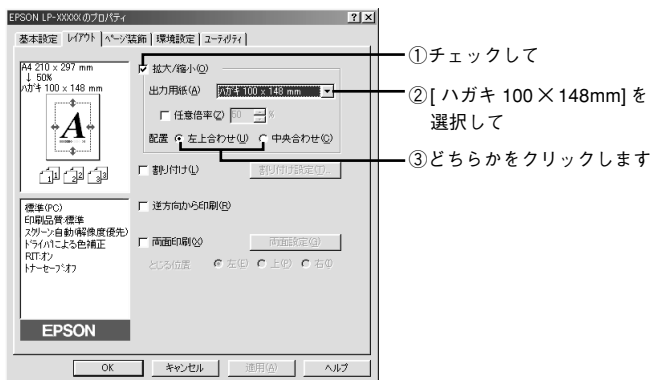 EPSON LP-XXXXXのプロパティ
? ×
基本設定 レイアウト ページ装飾 環境設定 ユーティリティ
A4 210 x 297 mm
↓ 50%
ハガキ 100 x 148 mm
A
1 1 2 2 3 3
標準(PC)
印刷品質:標準
スクリーン:自動(解像度優先)
ドライバによる色補正
RIT:オン
トナーセーブ:オフ
EPSON
拡大/縮小(O)
出力用紙(A) ハガキ 100 x 148 mm
任意倍率(Z) 50 %
配置 左上合わせ(U) 中央合わせ(C)
割り付け(L) 割り付け設定(T)...
逆方向から印刷(R)
両面印刷(X) 両面設定(G)
とじる位置 左(E) 上(P) 右(I)
OK キャンセル 適用(A) ヘルプ
①チェックして
②[ ハガキ 100×148mm] を
選択して
③どちらかをクリックします